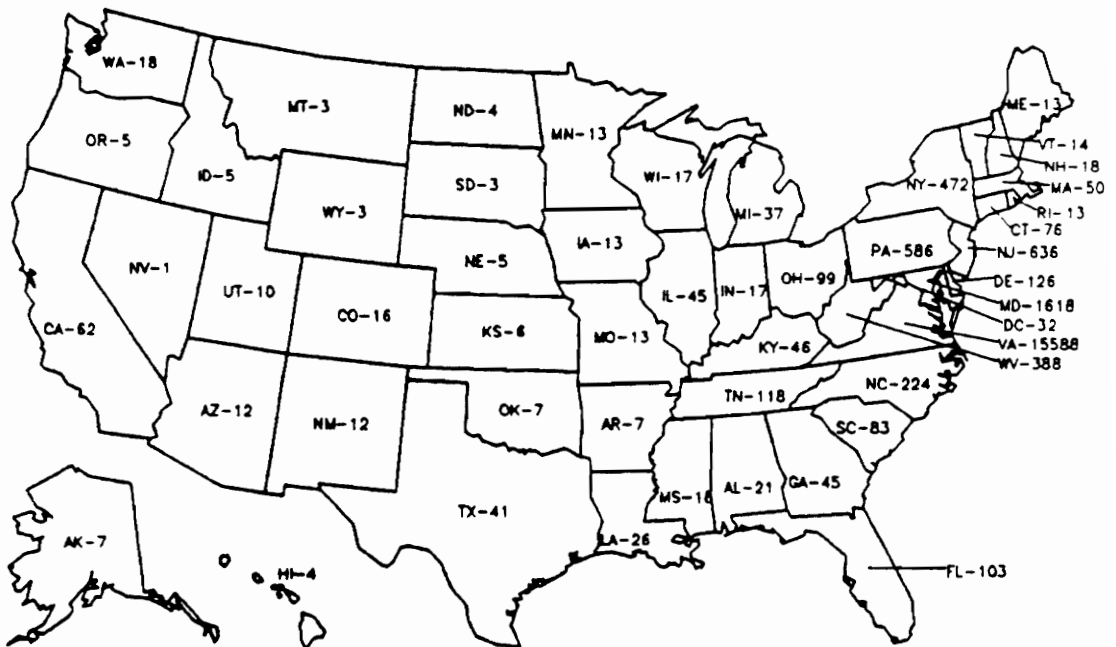 WA-18
MT-3
ND-4
MN-13
ME-13
OR-5
ID-5
SD-3
WI-17
VT-14
NH-18
NY-472
MA-50
WY-3
MI-37
RI-13
CT-76
IA-13
PA-586
NJ-636
NV-1
NE-5
OH-99
DE-126
UT-10
IL-45
IN-17
MD-1618
CO-16
DC-32
CA-62
KS-6
MO-13
KY-46
VA-15588
WV-388
AZ-12
NM-12
OK-7
AR-7
TN-118
NC-224
SC-83
TX-41
MS-18
AL-21
GA-45
AK-7
LA-26
HI-4
FL-103